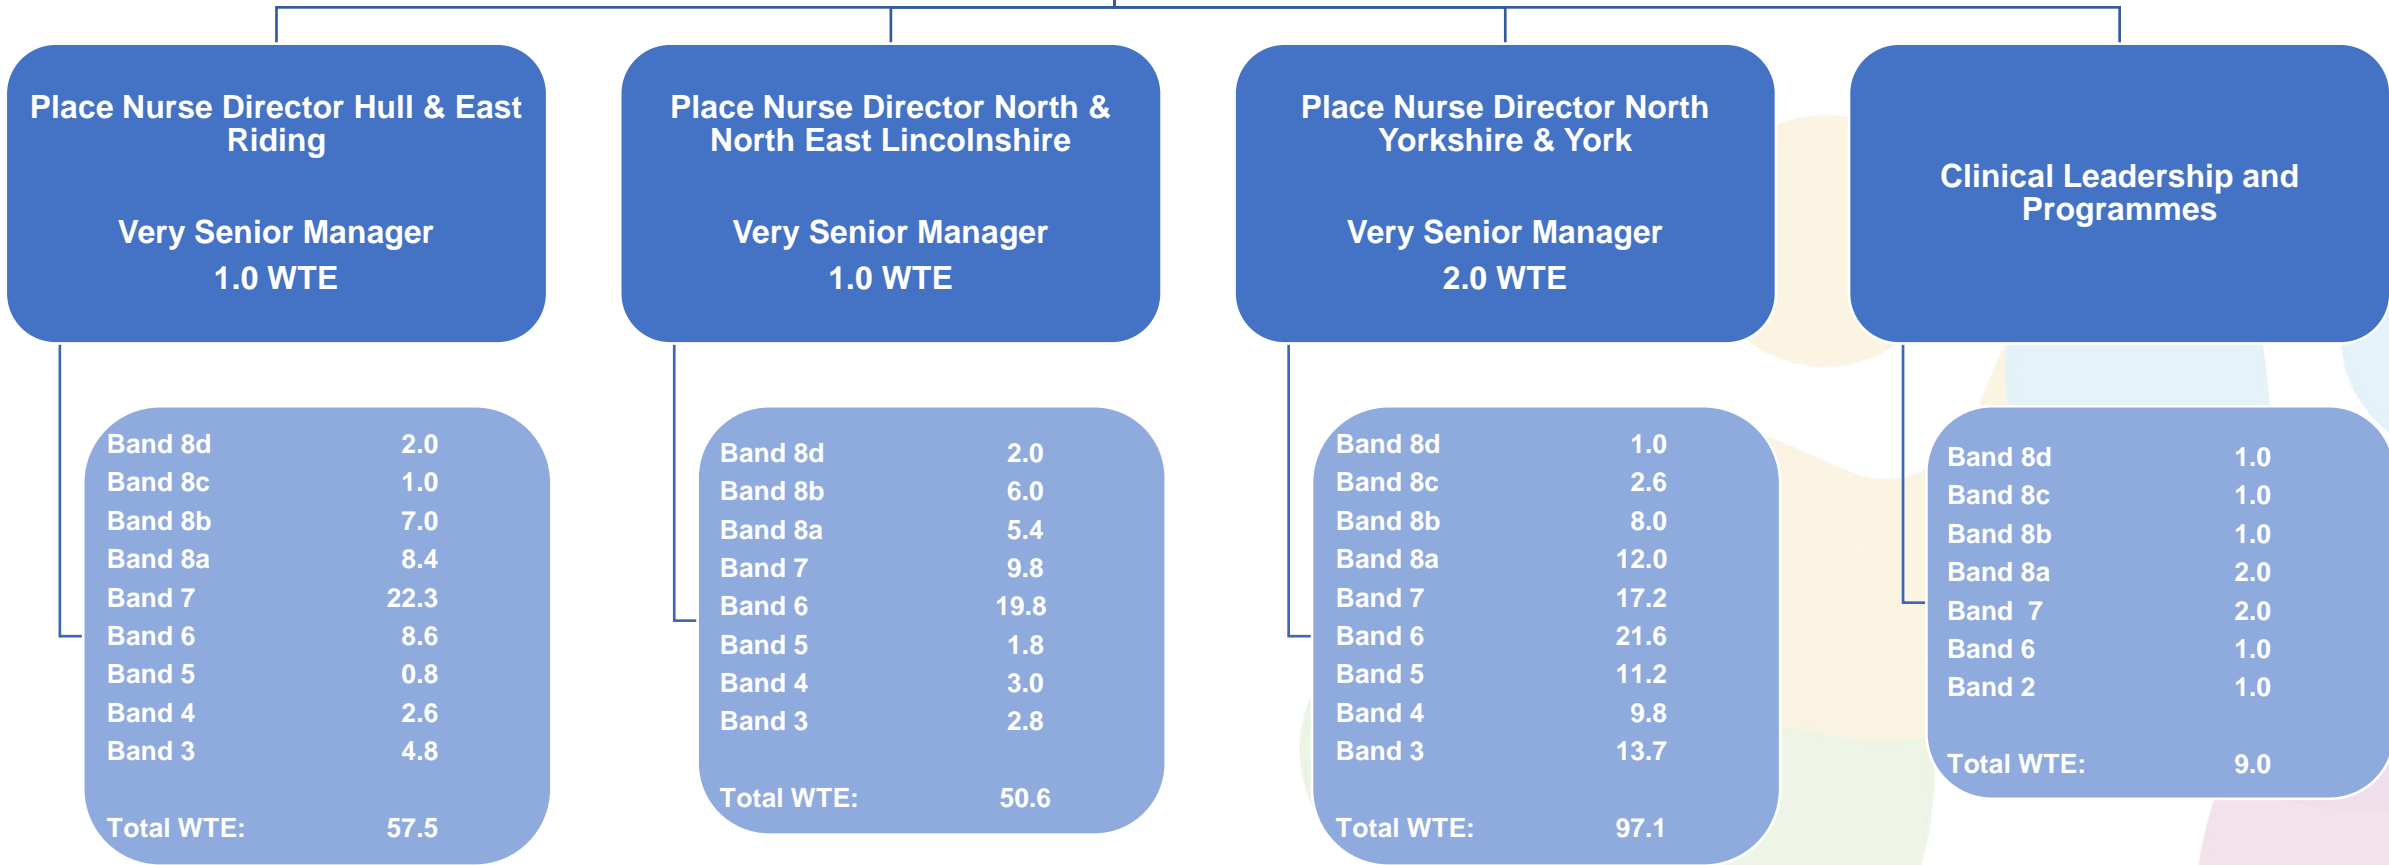 Place Nurse Director Hull & East
Riding
Very Senior Manager
1.0 WTE
Place Nurse Director North &
North East Lincolnshire
Very Senior Manager
1.0 WTE
Place Nurse Director North
Yorkshire & York
Very Senior Manager
2.0 WTE
Clinical Leadership and
Programmes
Band 8d 2.0
Band 8c 1.0
Band 8b 7.0
Band 8a 8.4
Band 7 22.3
Band 6 8.6
Band 5 0.8
Band 4 2.6
Band 3 4.8
Total WTE: 57.5
Band 8d 2.0
Band 8b 6.0
Band 8a 5.4
Band 7 9.8
Band 6 19.8
Band 5 1.8
Band 4 3.0
Band 3 2.8
Total WTE: 50.6
Band 8d 1.0
Band 8c 2.6
Band 8b 8.0
Band 8a 12.0
Band 7 17.2
Band 6 21.6
Band 5 11.2
Band 4 9.8
Band 3 13.7
Total WTE: 97.1
Band 8d 1.0
Band 8c 1.0
Band 8b 1.0
Band 8a 2.0
Band 7 2.0
Band 6 1.0
Band 2 1.0
Total WTE: 9.0